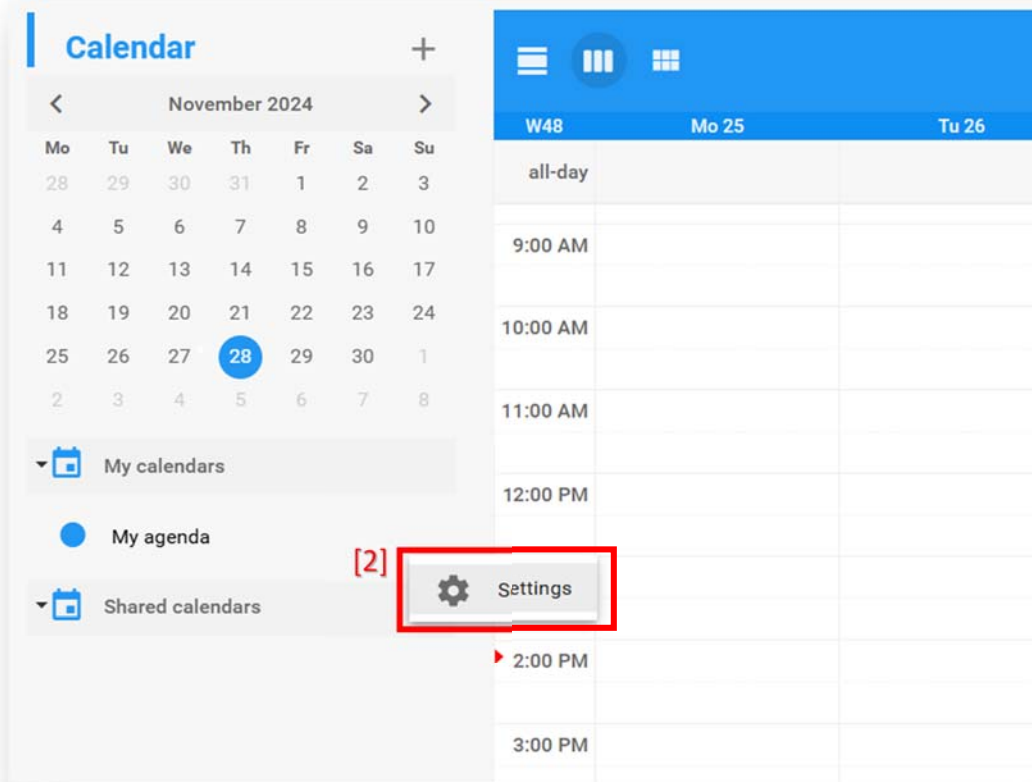 Calendar
November 2024
Mo Tu We Th Fr Sa Su
28 29 30 31 1 2 3
4 5 6 7 8 9 10
11 12 13 14 15 16 17
18 19 20 21 22 23 24
25 26 27 28 29 30 1
2 3 4 5 6 7 8
My calendars
My agenda
Shared calendars
[2]
Settings
W48 Mo 25 Tu 26
all-day
9:00 AM
10:00 AM
11:00 AM
12:00 PM
2:00 PM
3:00 PM